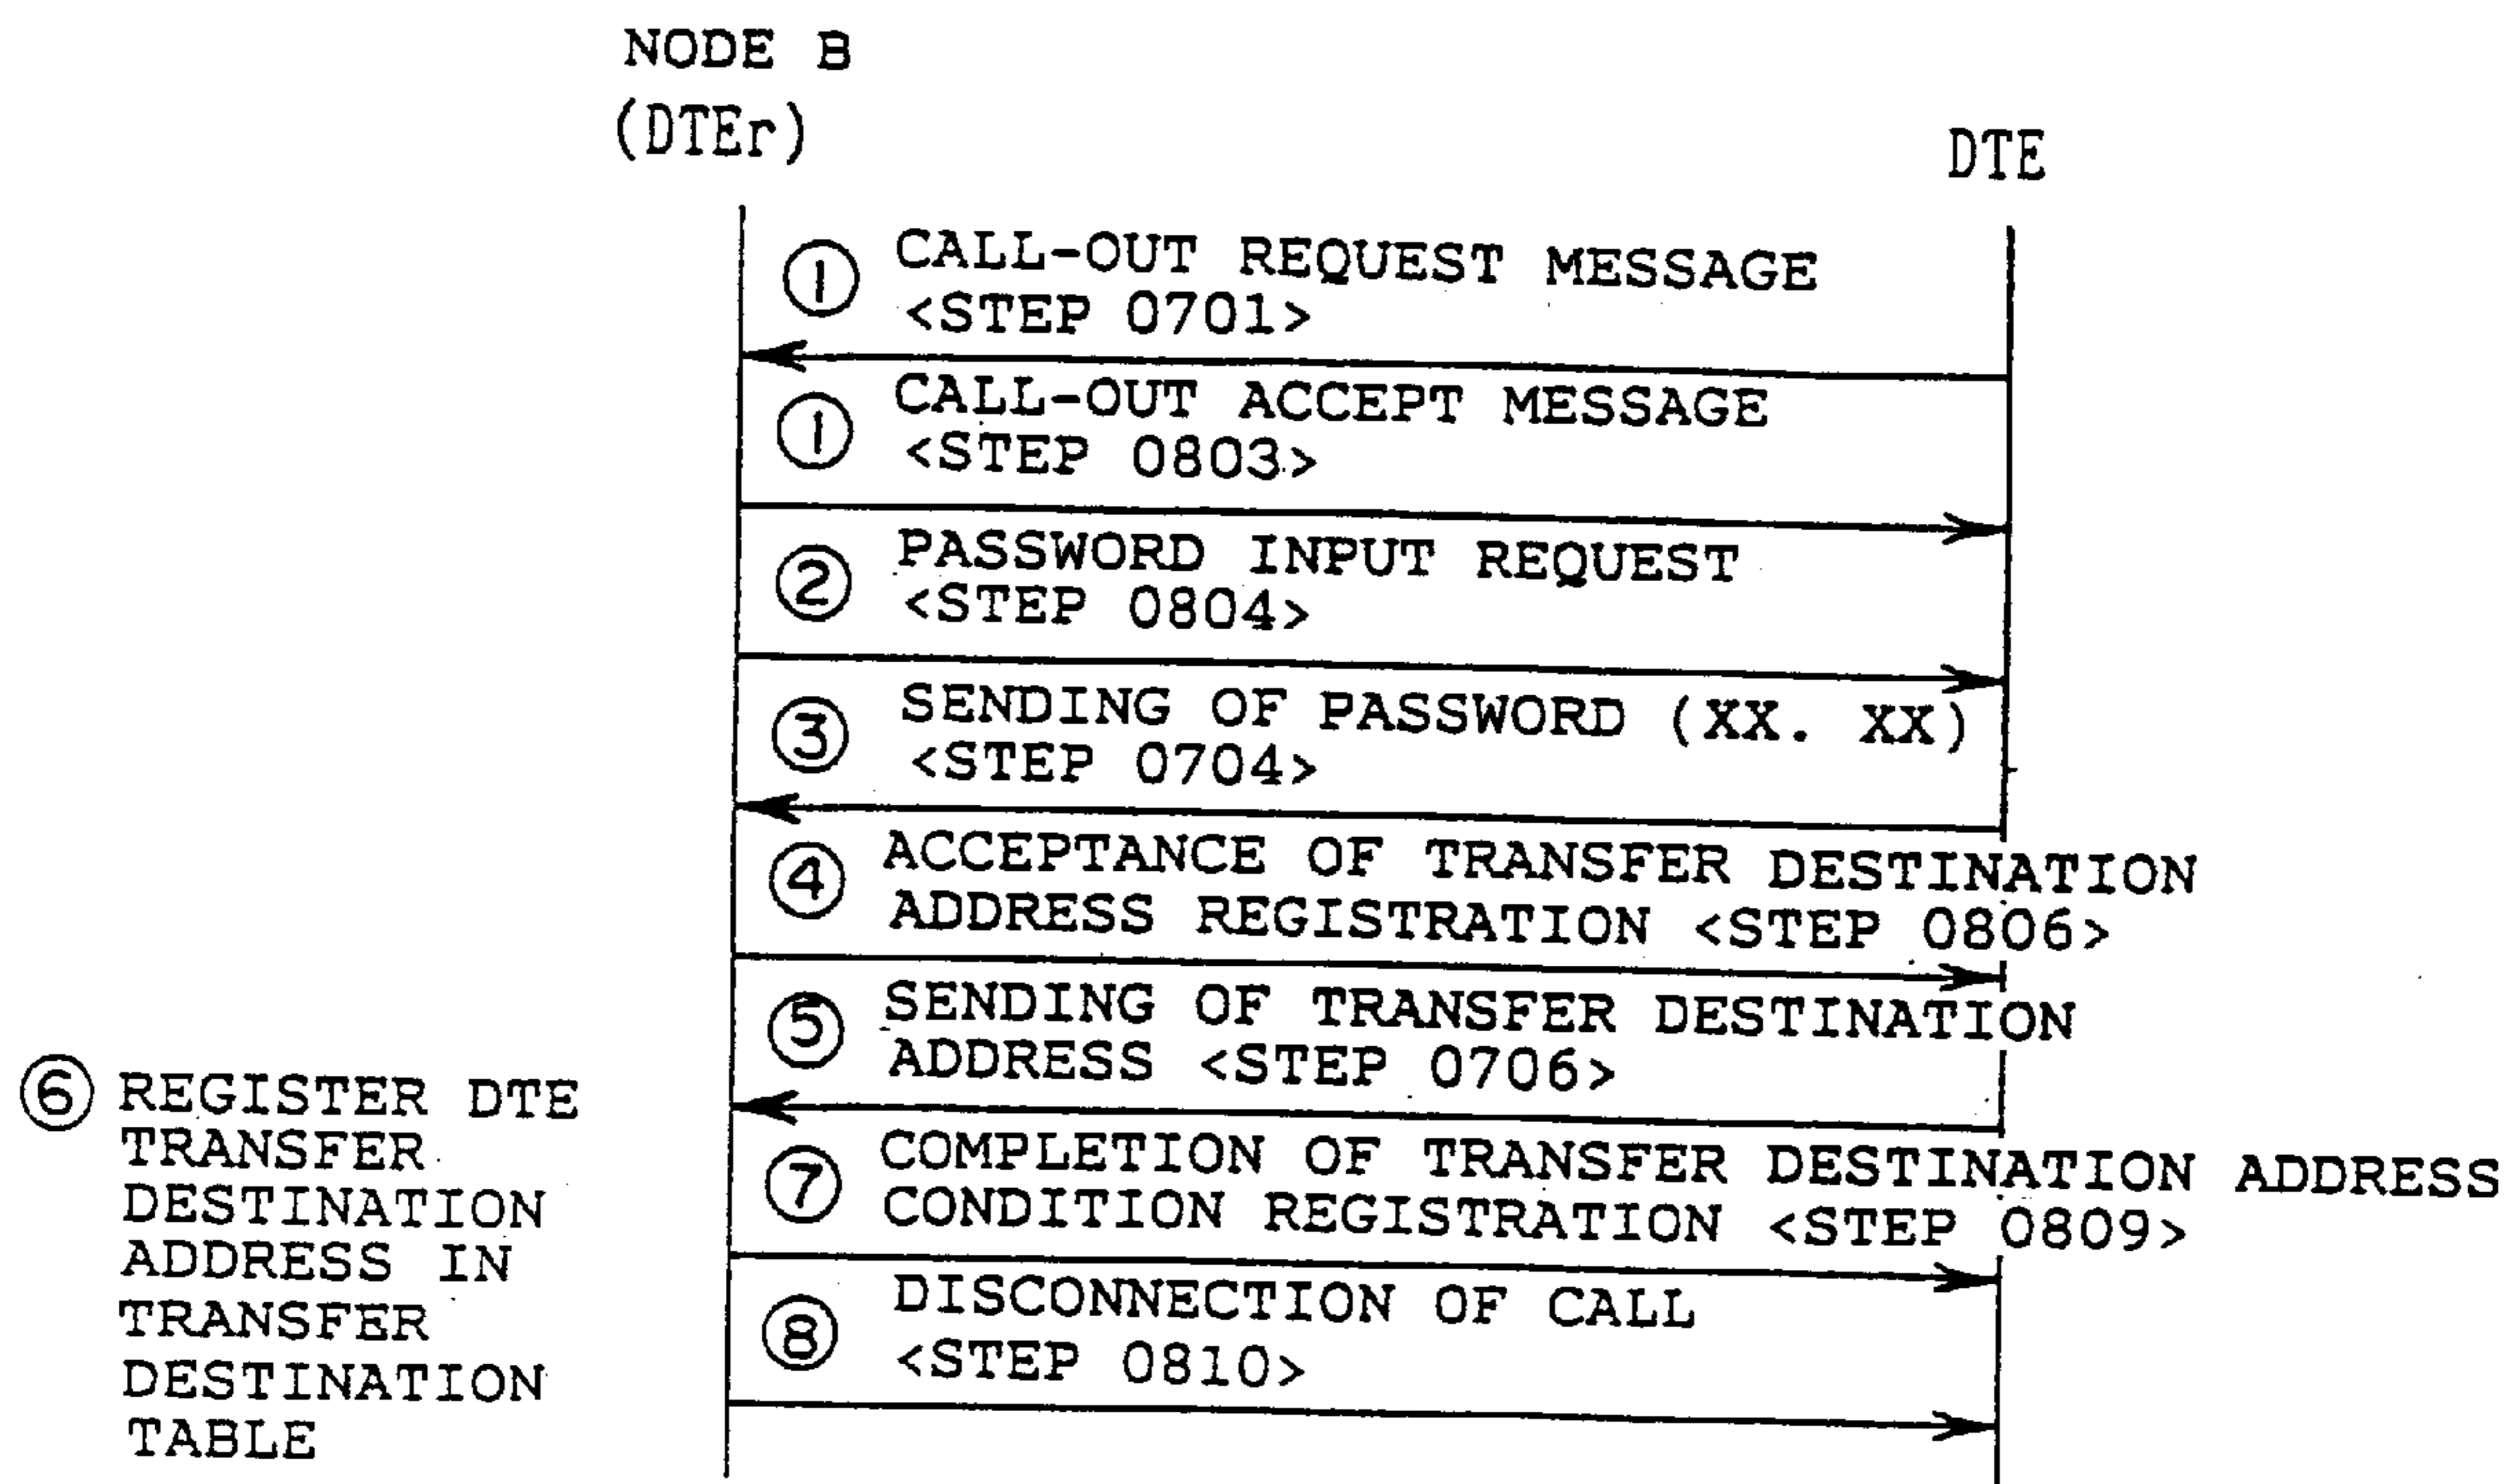 NODE B
(DTEr)
DTE
① CALL-OUT REQUEST MESSAGE
<STEP 0701>
① CALL-OUT ACCEPT MESSAGE
<STEP 0803>
② PASSWORD INPUT REQUEST
<STEP 0804>
③ SENDING OF PASSWORD (XX. XX)
<STEP 0704>
④ ACCEPTANCE OF TRANSFER DESTINATION
ADDRESS REGISTRATION <STEP 0806>
⑤ SENDING OF TRANSFER DESTINATION
ADDRESS <STEP 0706>
⑥ REGISTER DTE
TRANSFER
DESTINATION
ADDRESS IN
TRANSFER
DESTINATION
TABLE
⑦ COMPLETION OF TRANSFER DESTINATION ADDRESS
CONDITION REGISTRATION <STEP 0809>
⑧ DISCONNECTION OF CALL
<STEP 0810>